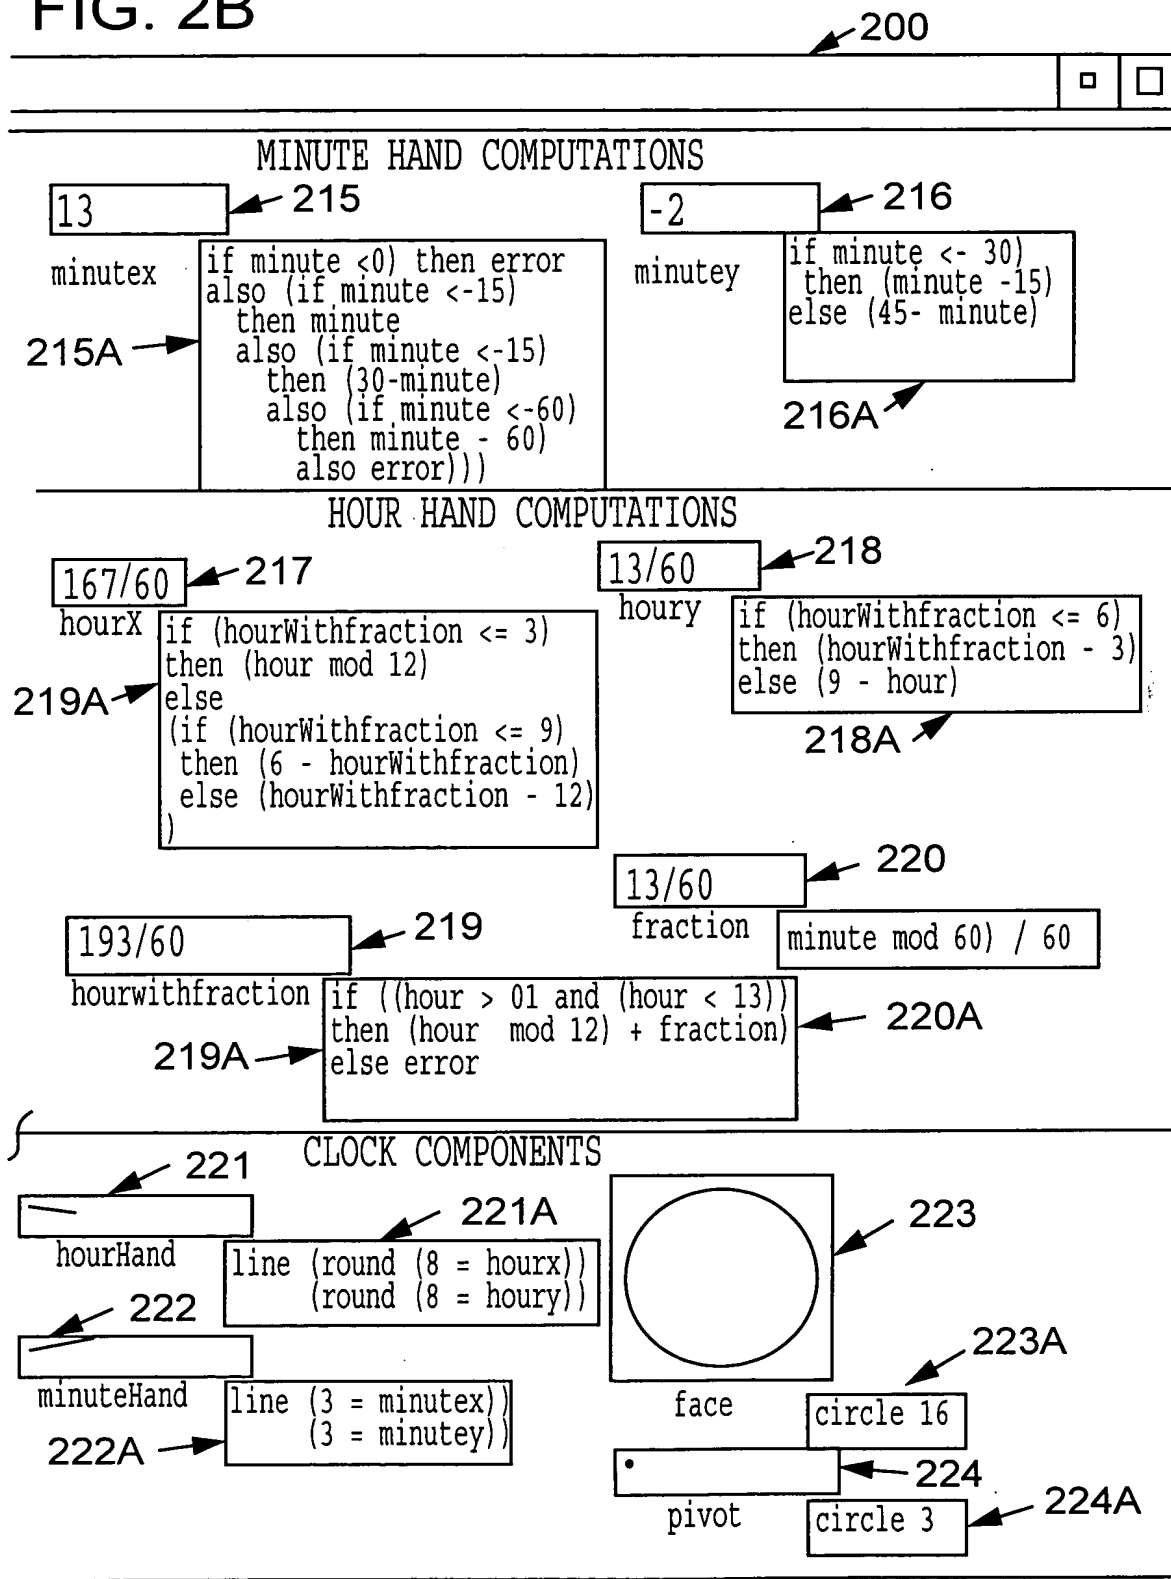 FIG. 2B
200
MINUTE HAND COMPUTATIONS
13
215
-2
216
minutex
if minute <0) then error
also (if minute <-15)
then minute
also (if minute <-15)
then (30-minute)
also (if minute <-60)
then minute - 60)
also error)))
215A
minutey
if minute <- 30)
then (minute -15)
else (45- minute)
216A
HOUR HAND COMPUTATIONS
167/60
217
13/60
218
hourX
if (hourWithfraction <= 3)
then (hour mod 12)
else
(if (hourWithfraction <= 9)
then (6 - hourWithfraction)
else (hourWithfraction - 12)
)
219A
houry
if (hourWithfraction <= 6)
then (hourWithfraction - 3)
else (9 - hour)
218A
13/60
220
fraction
minute mod 60) / 60
193/60
219
hourwithfraction
if ((hour > 01 and (hour < 13))
then (hour mod 12) + fraction)
else error
219A
220A
CLOCK COMPONENTS
221
hourHand
221A
line (round (8 = hourx))
(round (8 = houry))
223
222
minuteHand
line (3 = minutex))
(3 = minutey))
222A
face
223A
circle 16
224
pivot
circle 3
224A